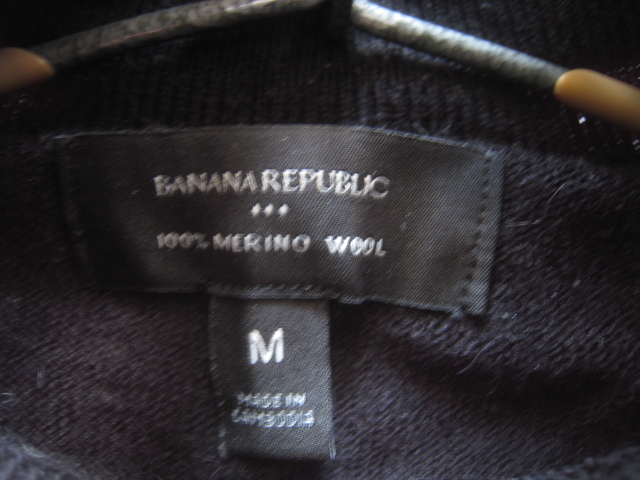 BANANA REPUBLIC
100% MERINO WOOL
M
MADE IN
CAMBODIA